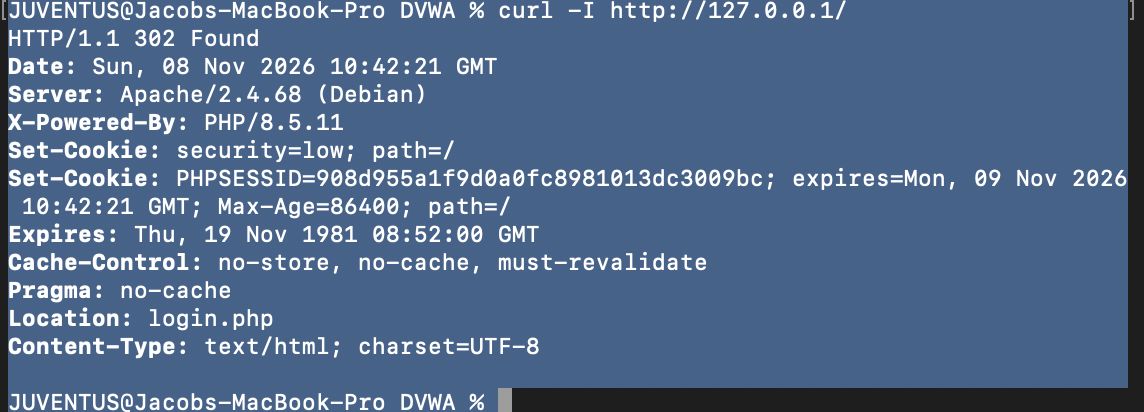 [JUVENTUS@Jacobs-MacBook-Pro DVWA % curl -I http://127.0.0.1/ ]
HTTP/1.1 302 Found
Date: Sun, 08 Nov 2026 10:42:21 GMT
Server: Apache/2.4.68 (Debian)
X-Powered-By: PHP/8.5.11
Set-Cookie: security=low; path=/
Set-Cookie: PHPSESSID=908d955a1f9d0a0fc8981013dc3009bc; expires=Mon, 09 Nov 2026
10:42:21 GMT; Max-Age=86400; path=/
Expires: Thu, 19 Nov 1981 08:52:00 GMT
Cache-Control: no-store, no-cache, must-revalidate
Pragma: no-cache
Location: login.php
Content-Type: text/html; charset=UTF-8
JUVENTUS@Jacobs-MacBook-Pro DVWA %